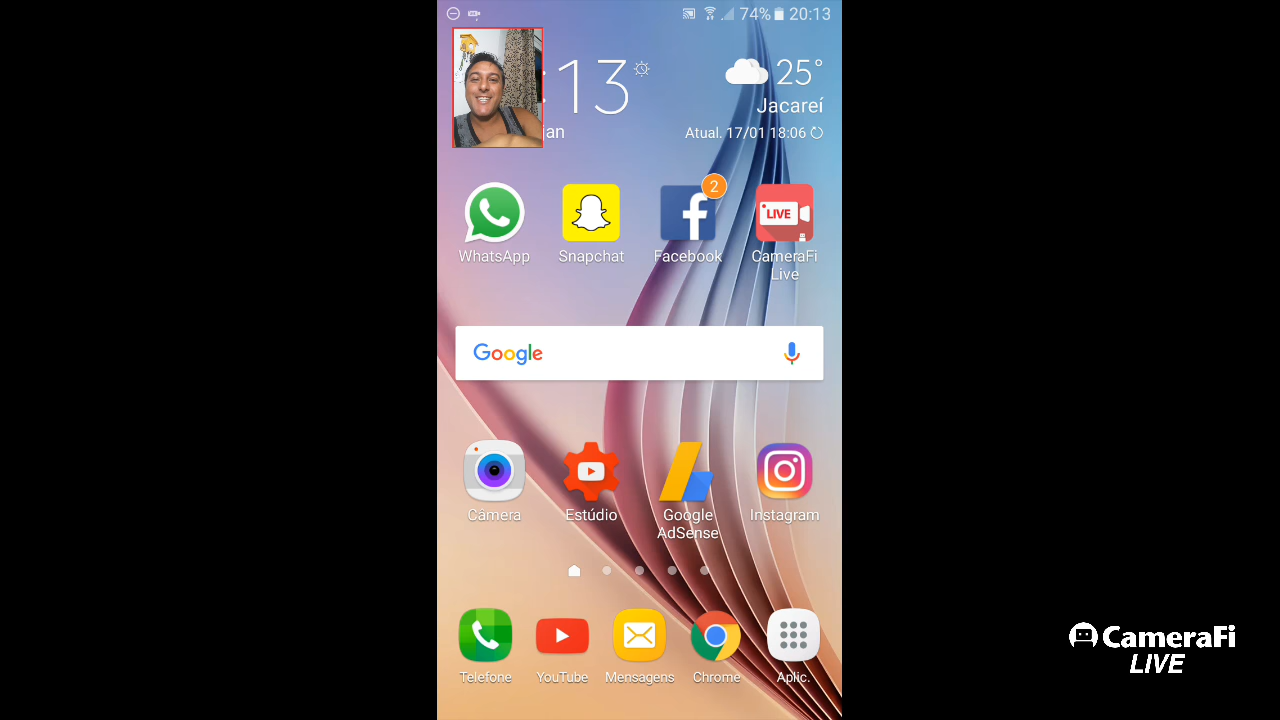 74% 20:13
13
an
25°
Jacareí
Atual. 17/01 18:06
2
LIVE
WhatsApp
Snapchat
Facebook
CameraFi
Live
Google
Câmera
Estúdio
Google
AdSense
Instagram
Telefone
YouTube
Mensagens
Chrome
Aplic.
CameraFi
LIVE